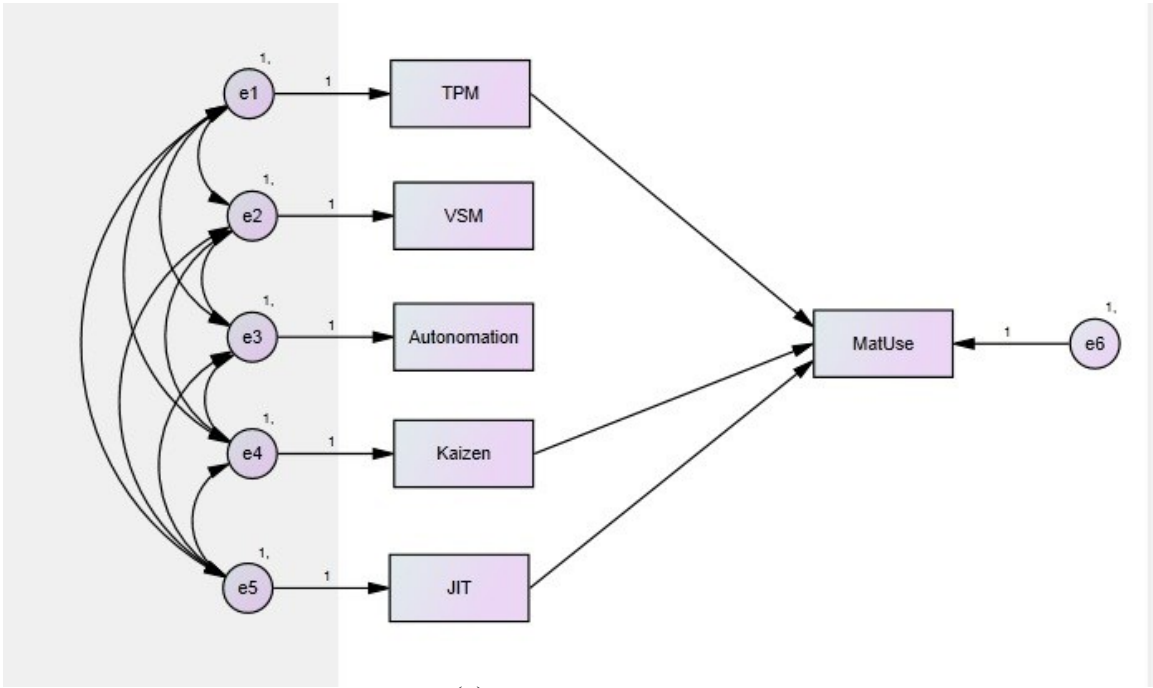 1,
e1
1
TPM
1,
e2
1
VSM
1,
e3
1
Autonomation
MatUse
1
1,
e6
1,
e4
1
Kaizen
1,
e5
1
JIT